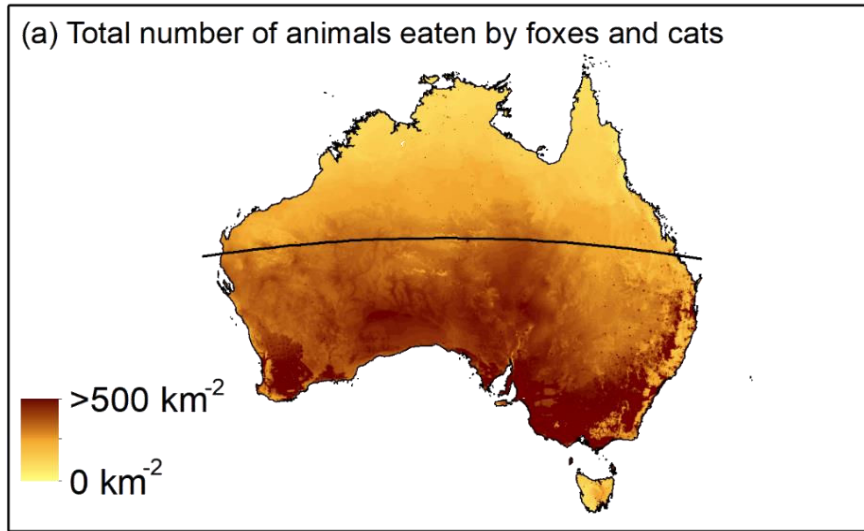 (a) Total number of animals eaten by foxes and cats
>500 km⁻²
0 km⁻²